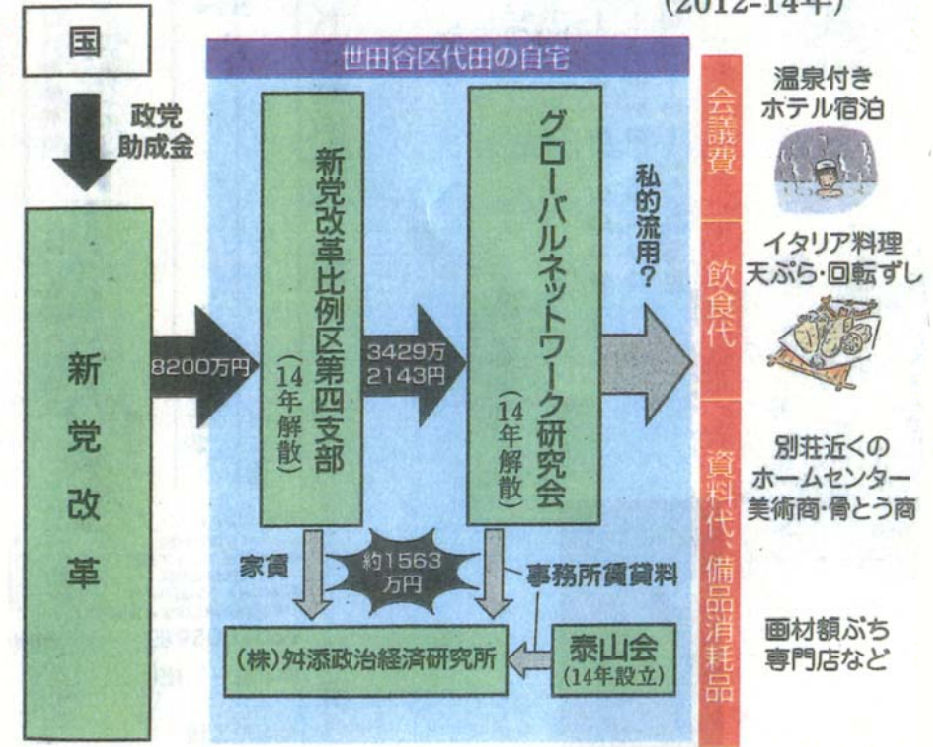 (2012-14年)
国
政党
助成金
新党改革
8200万円
世田谷区代田の自宅
新党改革比例区第四支部
(14年解散)
3429万
2143円
グローバルネットワーク研究会
(14年解散)
私的流用?
家賃
約1563
万円
事務所賃貸料
(株)舛添政治経済研究所
泰山会
(14年設立)
会議費
温泉付き
ホテル宿泊
飲食代
イタリア料理
天ぷら・回転ずし
資料代、備品消耗品
別荘近くの
ホームセンター
美術商・骨とう商
画材額ぶち
専門店など